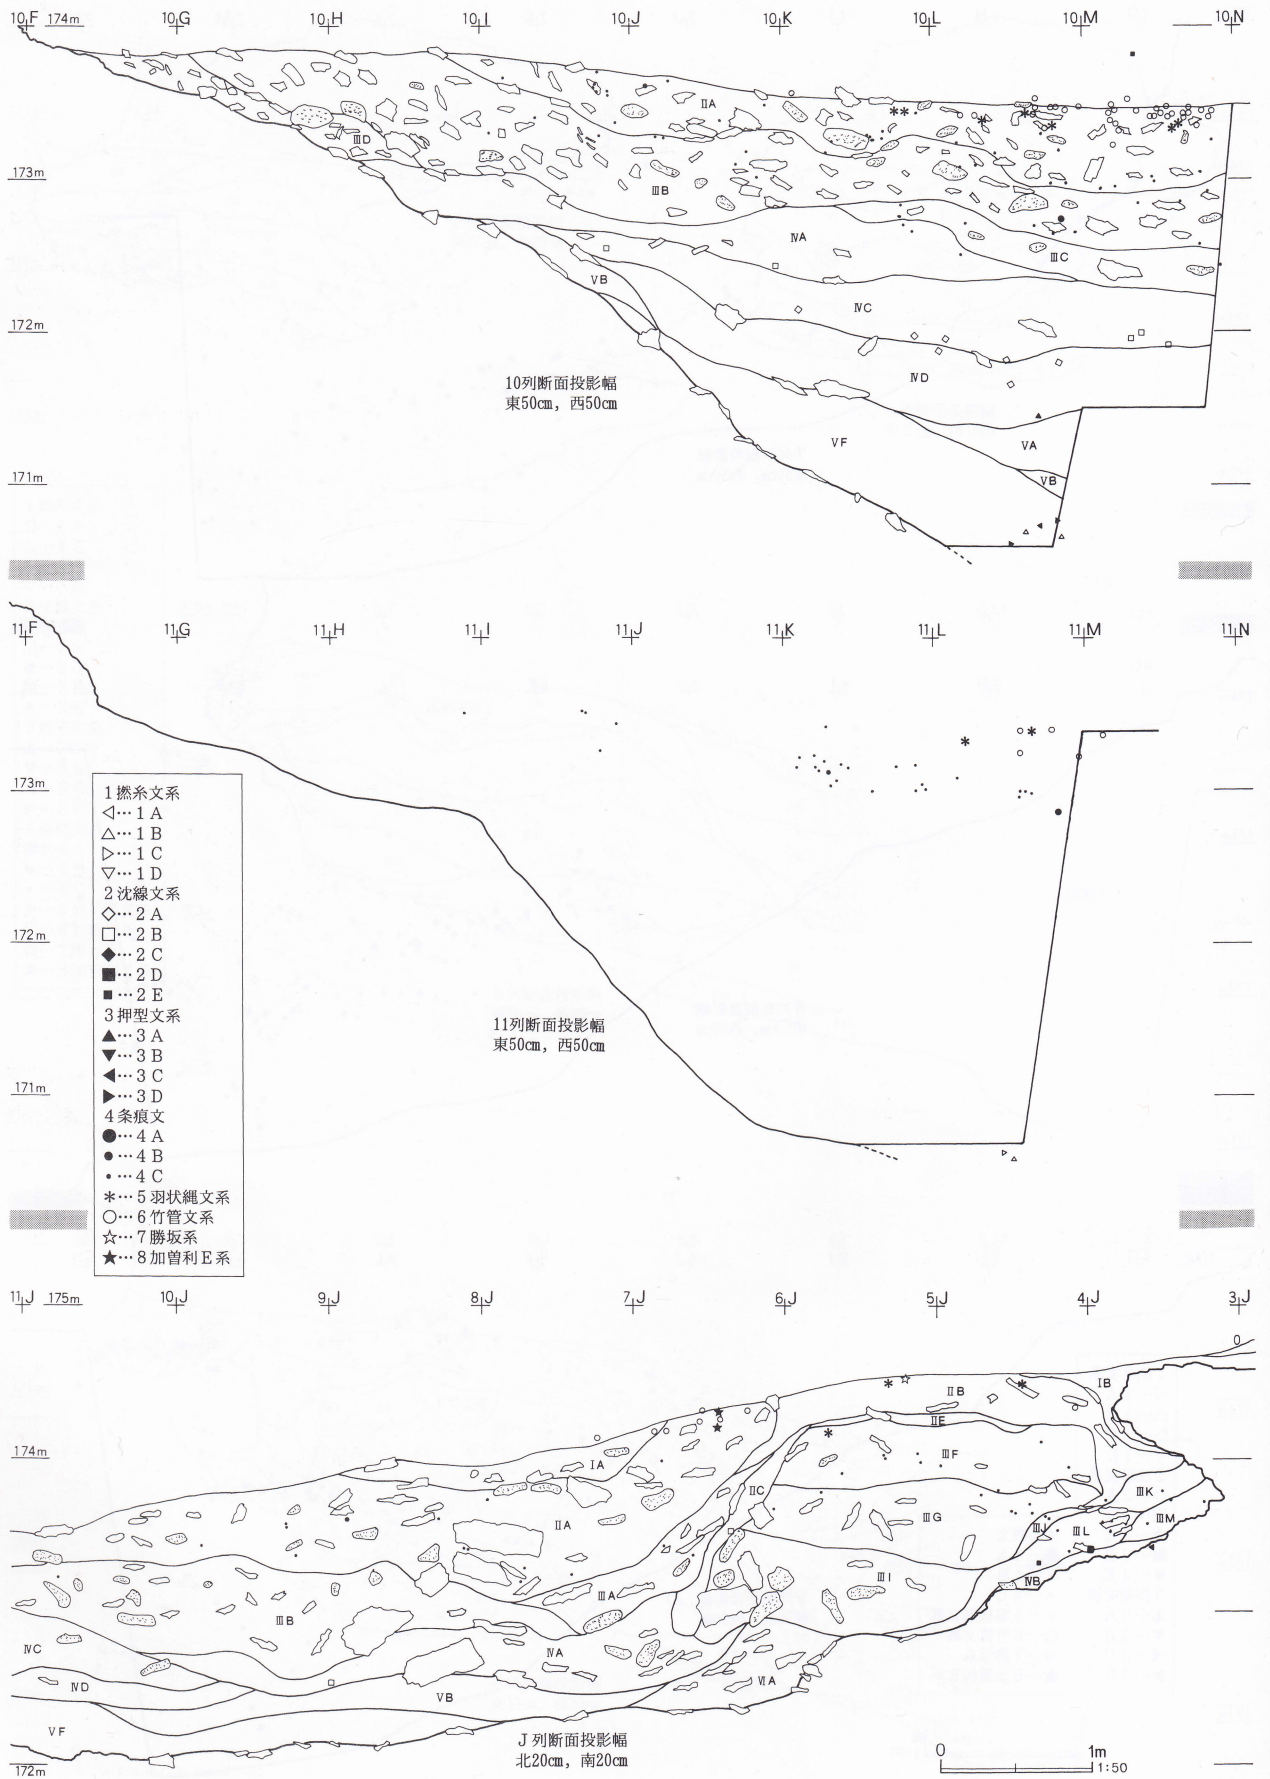 10F 174m 10G 10H 10I 10J 10K 10L 10M 10N
ⅡA
ⅢD
173m
ⅢB
ⅣA
ⅢC
ⅤB
ⅣC
172m
ⅣD
10列断面投影幅
東50cm, 西50cm
ⅤF
ⅤA
ⅤB
171m
11F 11G 11H 11I 11J 11K 11L 11M 11N
173m
1撚糸文系
◁…1A
△…1B
▷…1C
▽…1D
2沈線文系
◇…2A
□…2B
◆…2C
■…2D
■…2E
3押型文系
▲…3A
▼…3B
◀…3C
▶…3D
4条痕文
●…4A
●…4B
・…4C
*…5羽状縄文系
○…6竹管文系
☆…7勝坂系
★…8加曽利E系
172m
11列断面投影幅
東50cm, 西50cm
171m
11J 175m 10J 9J 8J 7J 6J 5J 4J 3J
0
ⅠB
ⅡB
ⅡE
174m
ⅠA
ⅢF
ⅡC
ⅢK
ⅡA
ⅢG
ⅢJ
ⅢL
ⅢM
ⅢI
ⅣB
ⅢA
ⅢB
ⅣC
ⅣA
ⅥA
ⅣD
ⅤB
ⅤF
J列断面投影幅
北20cm, 南20cm
172m
0 1m
1:50